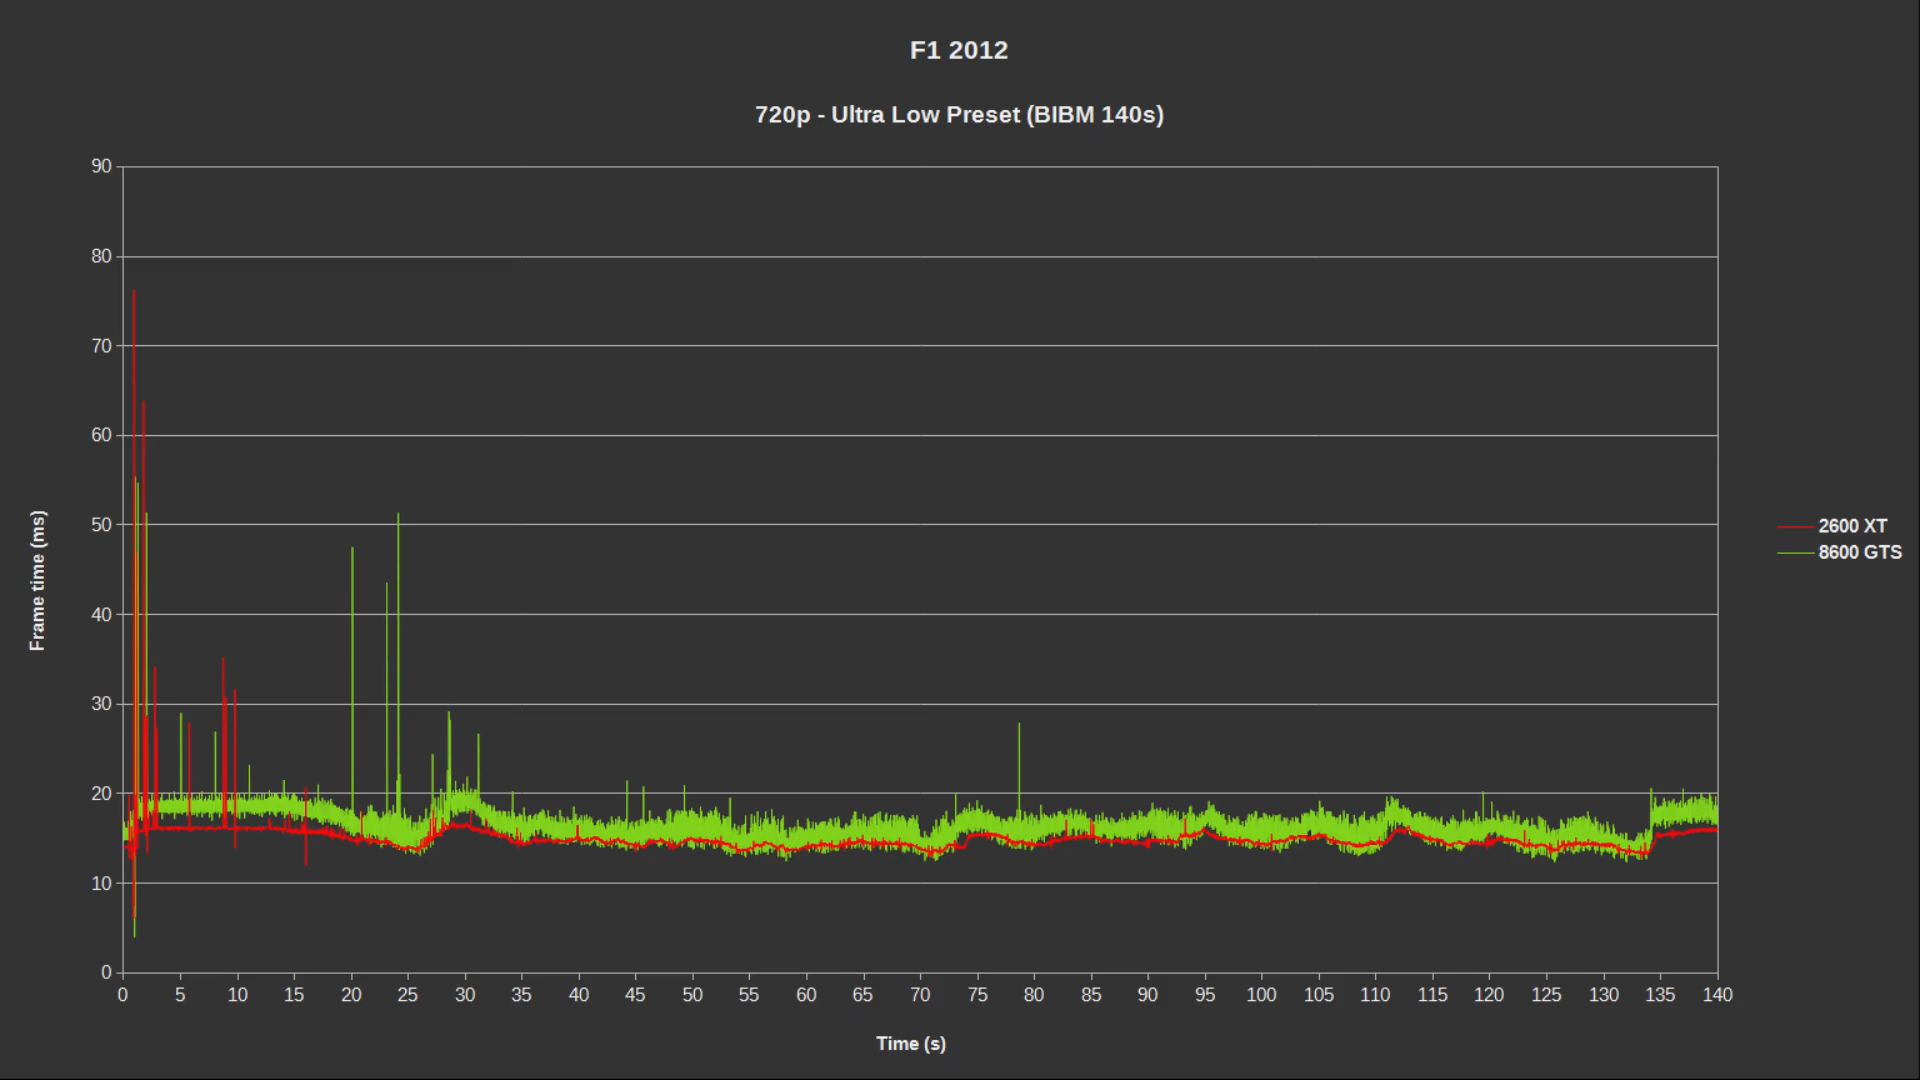 F1 2012
720p - Ultra Low Preset (BIBM 140s)
90
80
70
60
50
40
30
20
10
0
Frame time (ms)
0 5 10 15 20 25 30 35 40 45 50 55 60 65 70 75 80 85 90 95 100 105 110 115 120 125 130 135 140
Time (s)
2600 XT
8600 GTS